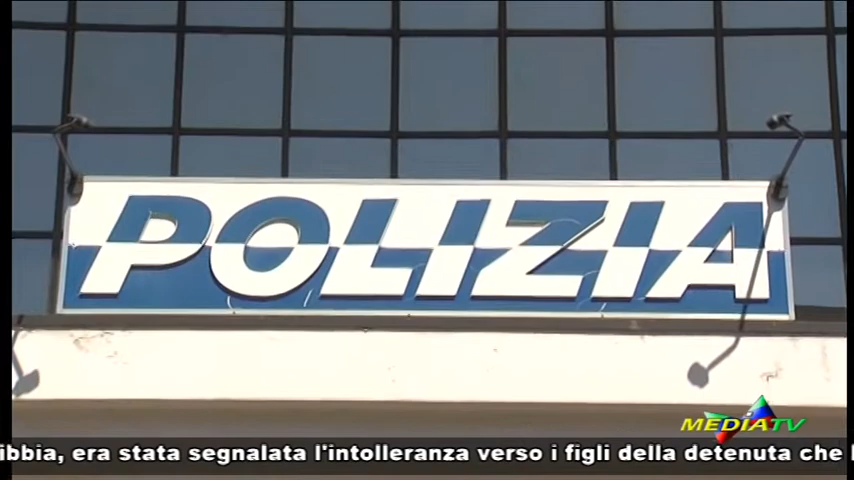 POLIZIA
MEDIATV
era stata segnalata l'intolleranza verso i figli della detenuta che